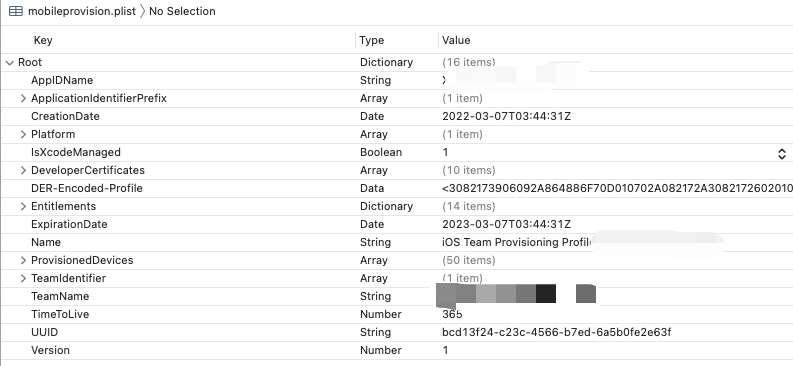 mobileprovision.plist 〉 No Selection
Key Type Value
Root Dictionary (16 items)
AppIDName String
ApplicationIdentifierPrefix Array (1 item)
CreationDate Date 2022-03-07T03:44:31Z
Platform Array (1 item)
IsXcodeManaged Boolean 1
DeveloperCertificates Array (10 items)
DER-Encoded-Profile Data <3082173906092A864886F70D010702A082172A3082172602010
Entitlements Dictionary (14 items)
ExpirationDate Date 2023-03-07T03:44:31Z
Name String iOS Team Provisioning Profile
ProvisionedDevices Array (50 items)
TeamIdentifier Array (1 item)
TeamName String
TimeToLive Number 365
UUID String bcd13f24-c23c-4566-b7ed-6a5b0fe2e63f
Version Number 1